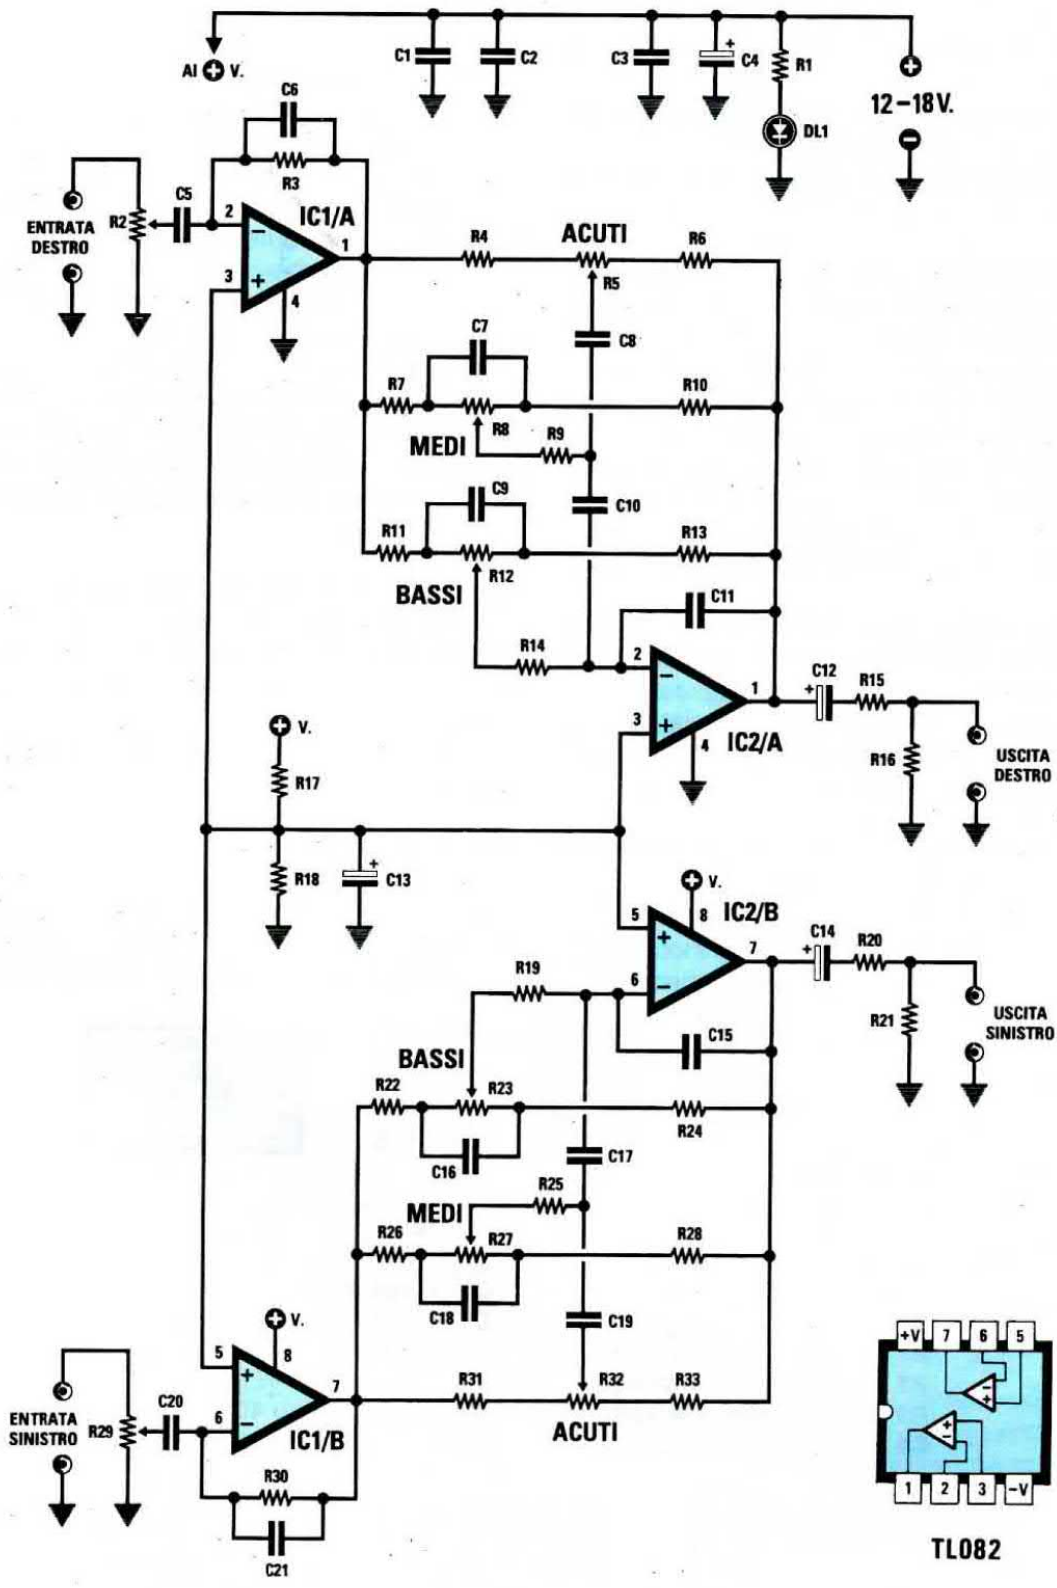 C1
C2
C3
+
C4
R1
AI + V.
12-18V.
DL1
C6
R3
ENTRATA
DESTRO
R2
C5
2
IC1/A
1
3
4
R4
ACUTI
R5
R6
C7
C8
R7
R8
R10
MEDI
R9
C9
C10
R11
R12
R13
BASSI
C11
R14
2
1
3
4
IC2/A
+
C12
R15
R16
USCITA
DESTRO
+ V.
R17
R18
+
C13
+ V.
8
IC2/B
5
7
6
+
C14
R20
R21
USCITA
SINISTRO
R19
C15
BASSI
R22
R23
R24
C16
C17
R25
MEDI
R26
R27
R28
C18
C19
+ V.
8
5
7
6
IC1/B
R31
R32
R33
ACUTI
ENTRATA
SINISTRO
R29
C20
R30
C21
+V
7
6
5
1
2
3
-V
TL082